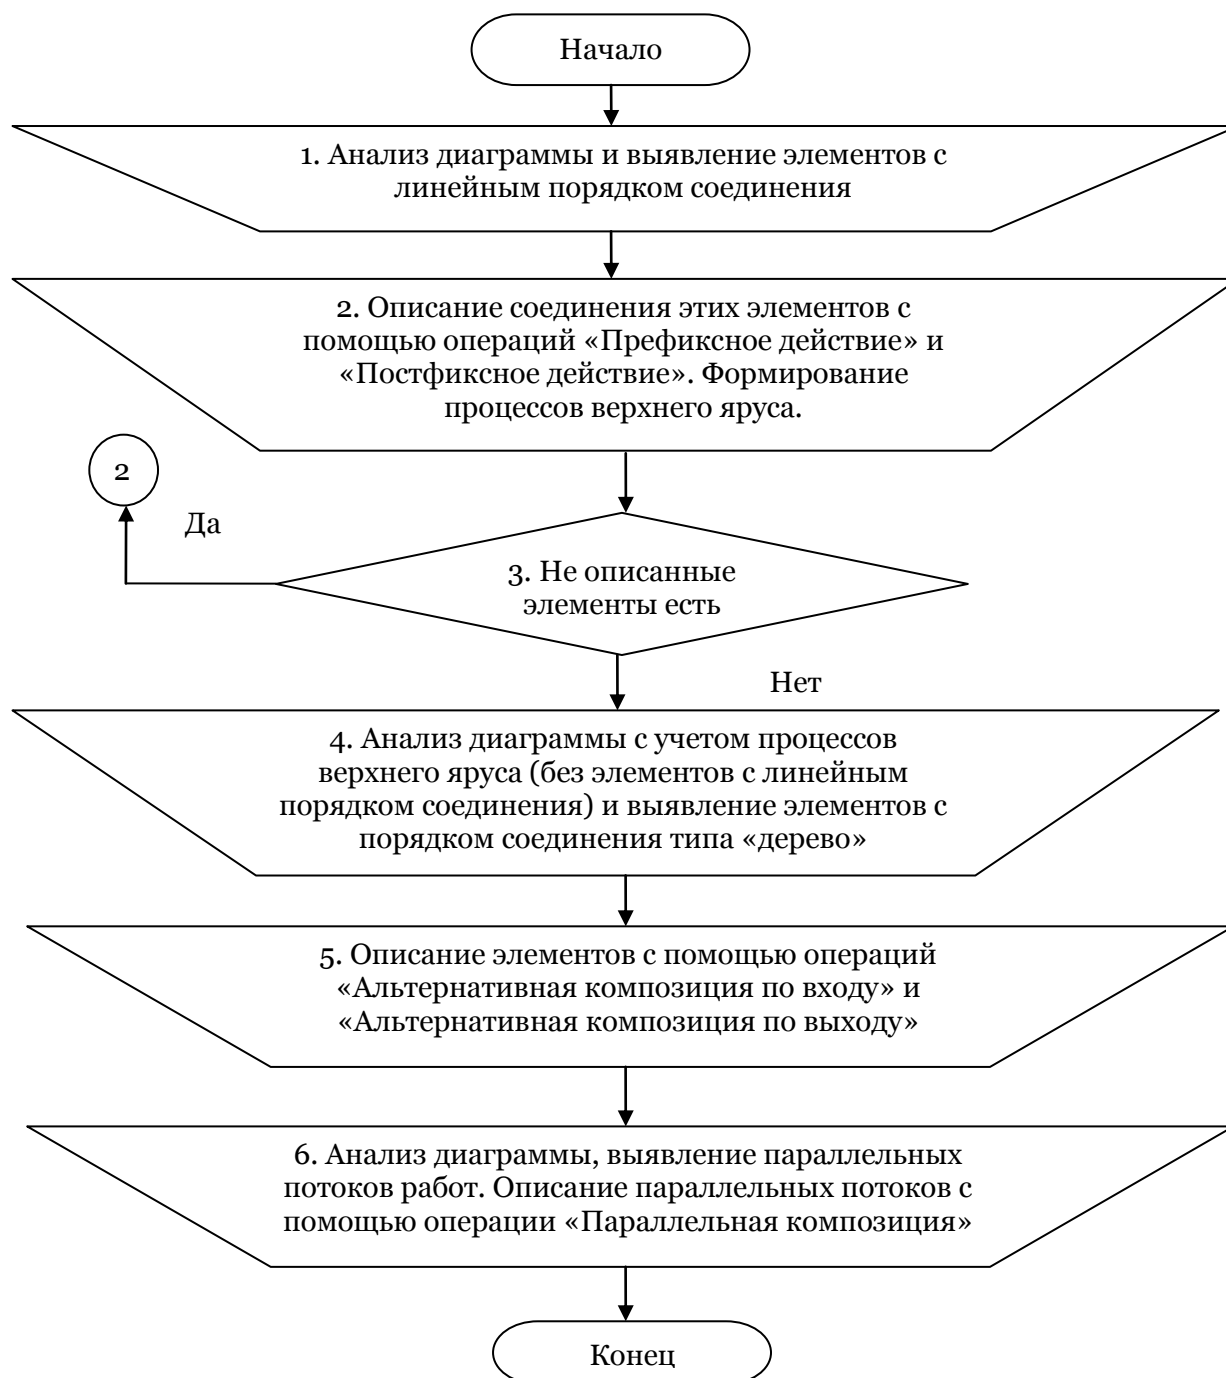 Начало
1. Анализ диаграммы и выявление элементов с
линейным порядком соединения
2. Описание соединения этих элементов с
помощью операций «Префиксное действие» и
«Постфиксное действие». Формирование
процессов верхнего яруса.
2
Да
3. Не описанные
элементы есть
Нет
4. Анализ диаграммы с учетом процессов
верхнего яруса (без элементов с линейным
порядком соединения) и выявление элементов с
порядком соединения типа «дерево»
5. Описание элементов с помощью операций
«Альтернативная композиция по входу» и
«Альтернативная композиция по выходу»
6. Анализ диаграммы, выявление параллельных
потоков работ. Описание параллельных потоков с
помощью операции «Параллельная композиция»
Конец